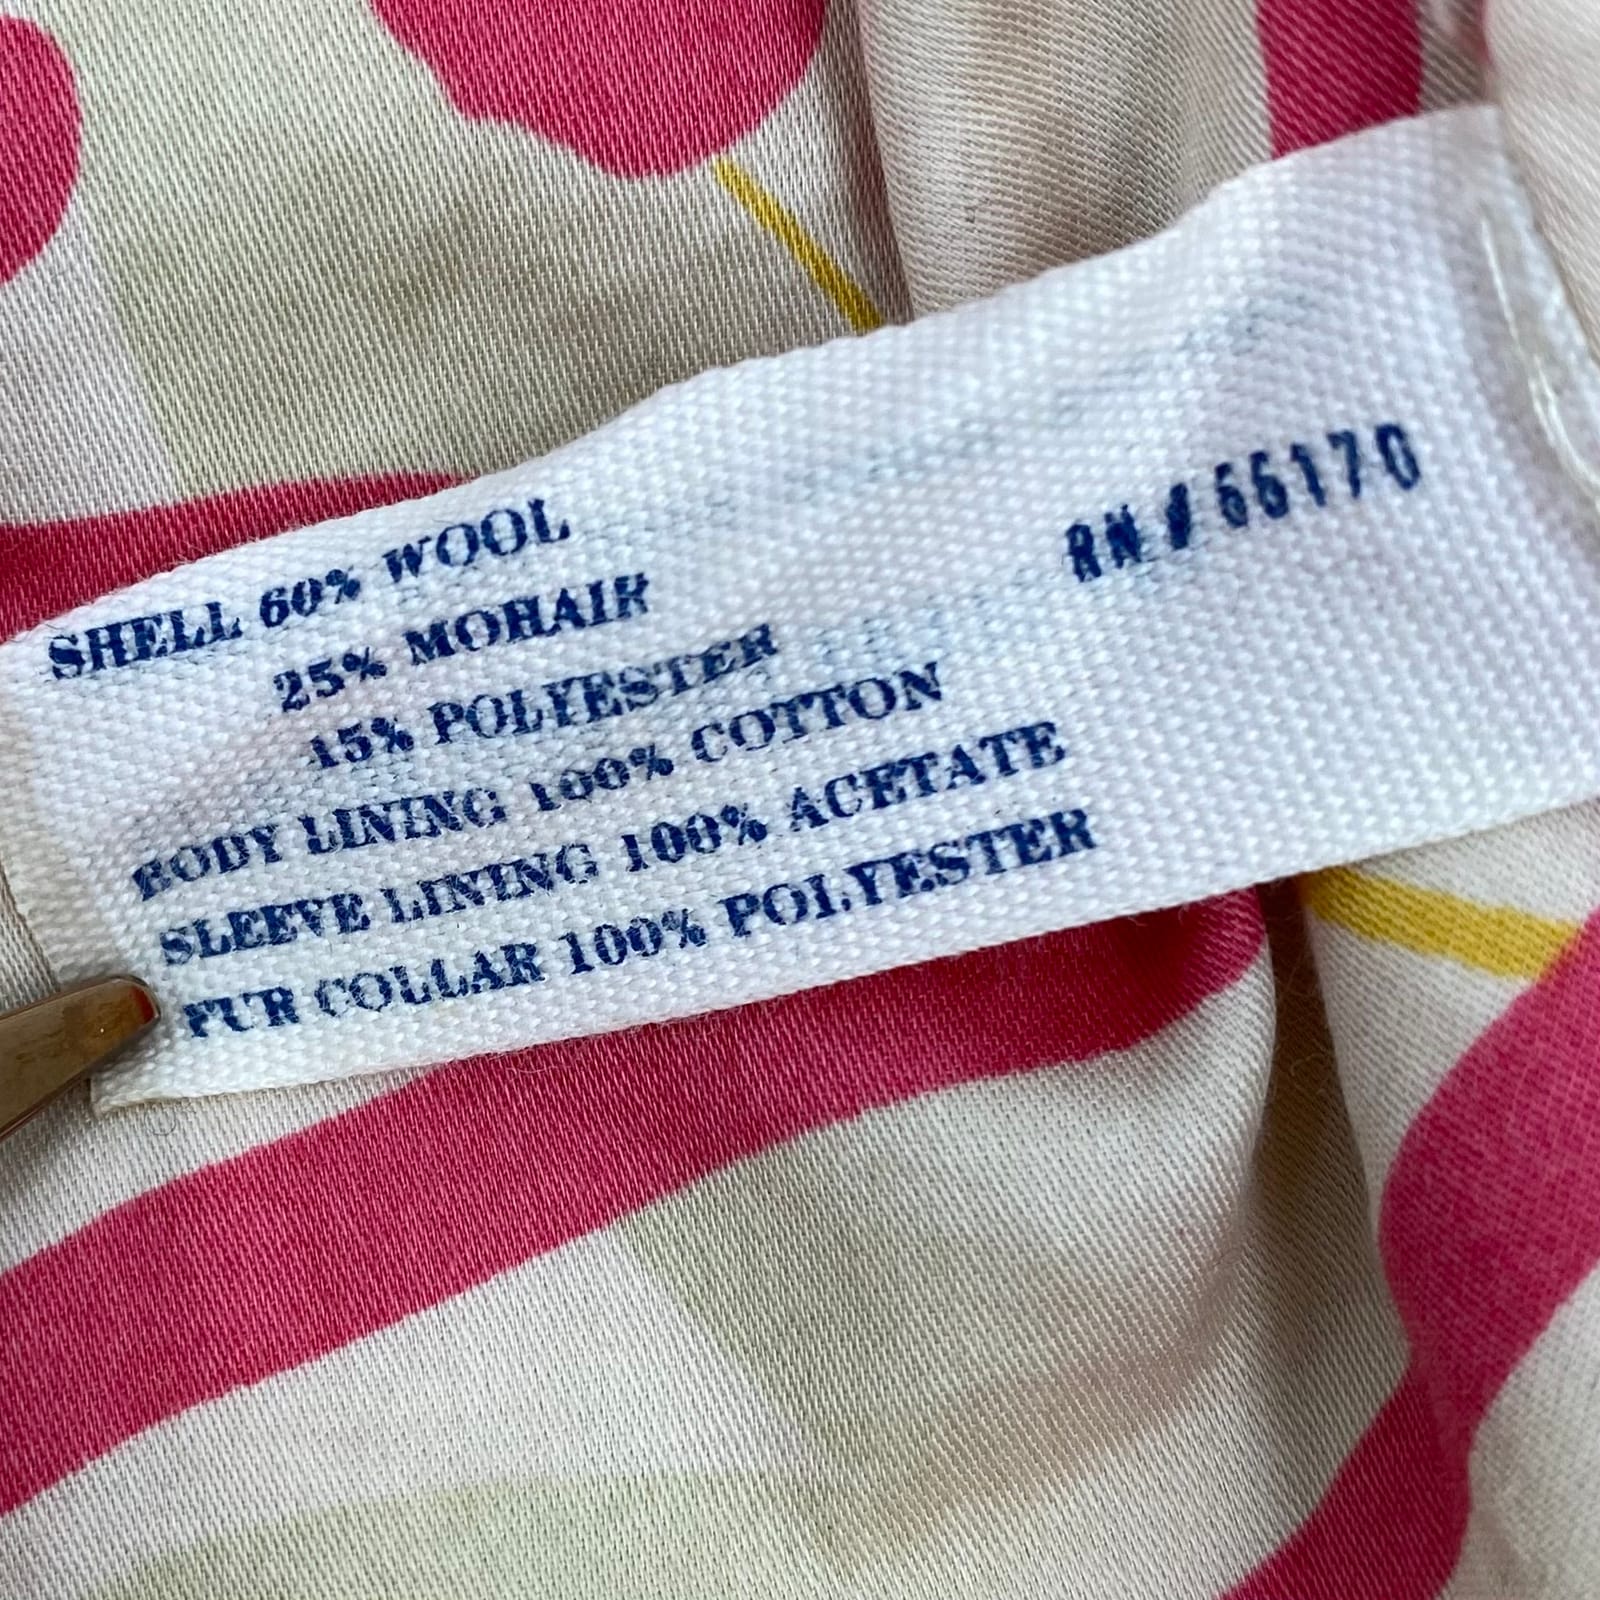 SHELL 60% WOOL
25% MOHAIR
15% POLYESTER
BODY LINING 100% COTTON
SLEEVE LINING 100% ACETATE
FUR COLLAR 100% POLYESTER
RN # 55170